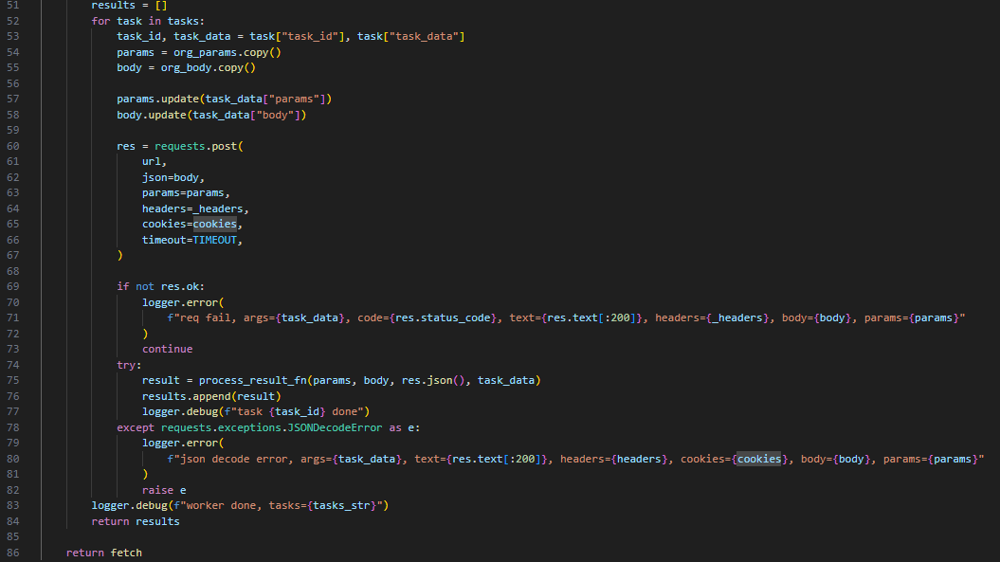 51 results = []
52 for task in tasks:
53 task_id, task_data = task["task_id"], task["task_data"]
54 params = org_params.copy()
55 body = org_body.copy()
56
57 params.update(task_data["params"])
58 body.update(task_data["body"])
59
60 res = requests.post(
61 url,
62 json=body,
63 params=params,
64 headers=_headers,
65 cookies=cookies,
66 timeout=TIMEOUT,
67 )
68
69 if not res.ok:
70 logger.error(
71 f"req fail, args={task_data}, code={res.status_code}, text={res.text[:200]}, headers={_headers}, body={body}, params={params}"
72 )
73 continue
74 try:
75 result = process_result_fn(params, body, res.json(), task_data)
76 results.append(result)
77 logger.debug(f"task {task_id} done")
78 except requests.exceptions.JSONDecodeError as e:
79 logger.error(
80 f"json decode error, args={task_data}, text={res.text[:200]}, headers={headers}, cookies={cookies}, body={body}, params={params}"
81 )
82 raise e
83 logger.debug(f"worker done, tasks={tasks_str}")
84 return results
85
86 return fetch